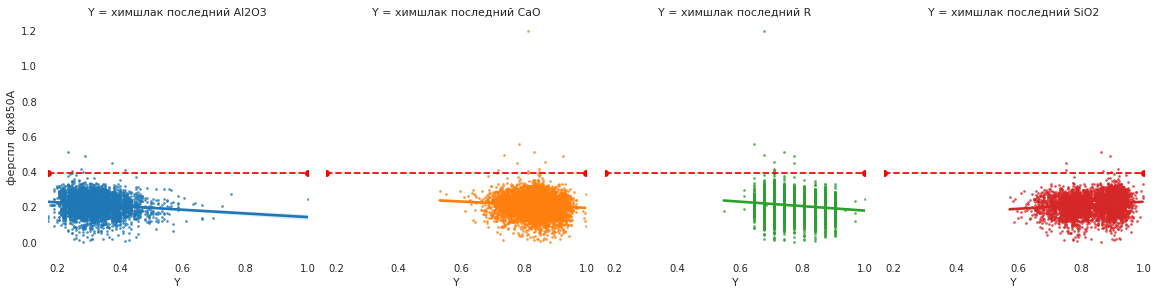 Y = химшлак последний Al2O3
Y = химшлак последний CaO
Y = химшлак последний R
Y = химшлак последний SiO2
ферспл фх850А
1.2
1.0
0.8
0.6
0.4
0.2
0.0
0.2 0.4 0.6 0.8 1.0
0.2 0.4 0.6 0.8 1.0
0.2 0.4 0.6 0.8 1.0
0.2 0.4 0.6 0.8 1.0
Y
Y
Y
Y